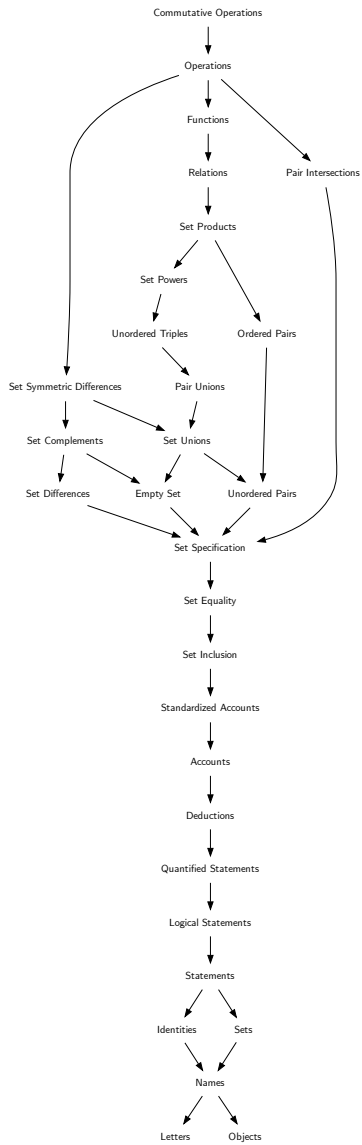 Commutative Operations
Operations
Functions
Relations
Pair Intersections
Set Products
Set Powers
Unordered Triples
Ordered Pairs
Set Symmetric Differences
Pair Unions
Set Complements
Set Unions
Set Differences
Empty Set
Unordered Pairs
Set Specification
Set Equality
Set Inclusion
Standardized Accounts
Accounts
Deductions
Quantified Statements
Logical Statements
Statements
Identities
Sets
Names
Letters
Objects